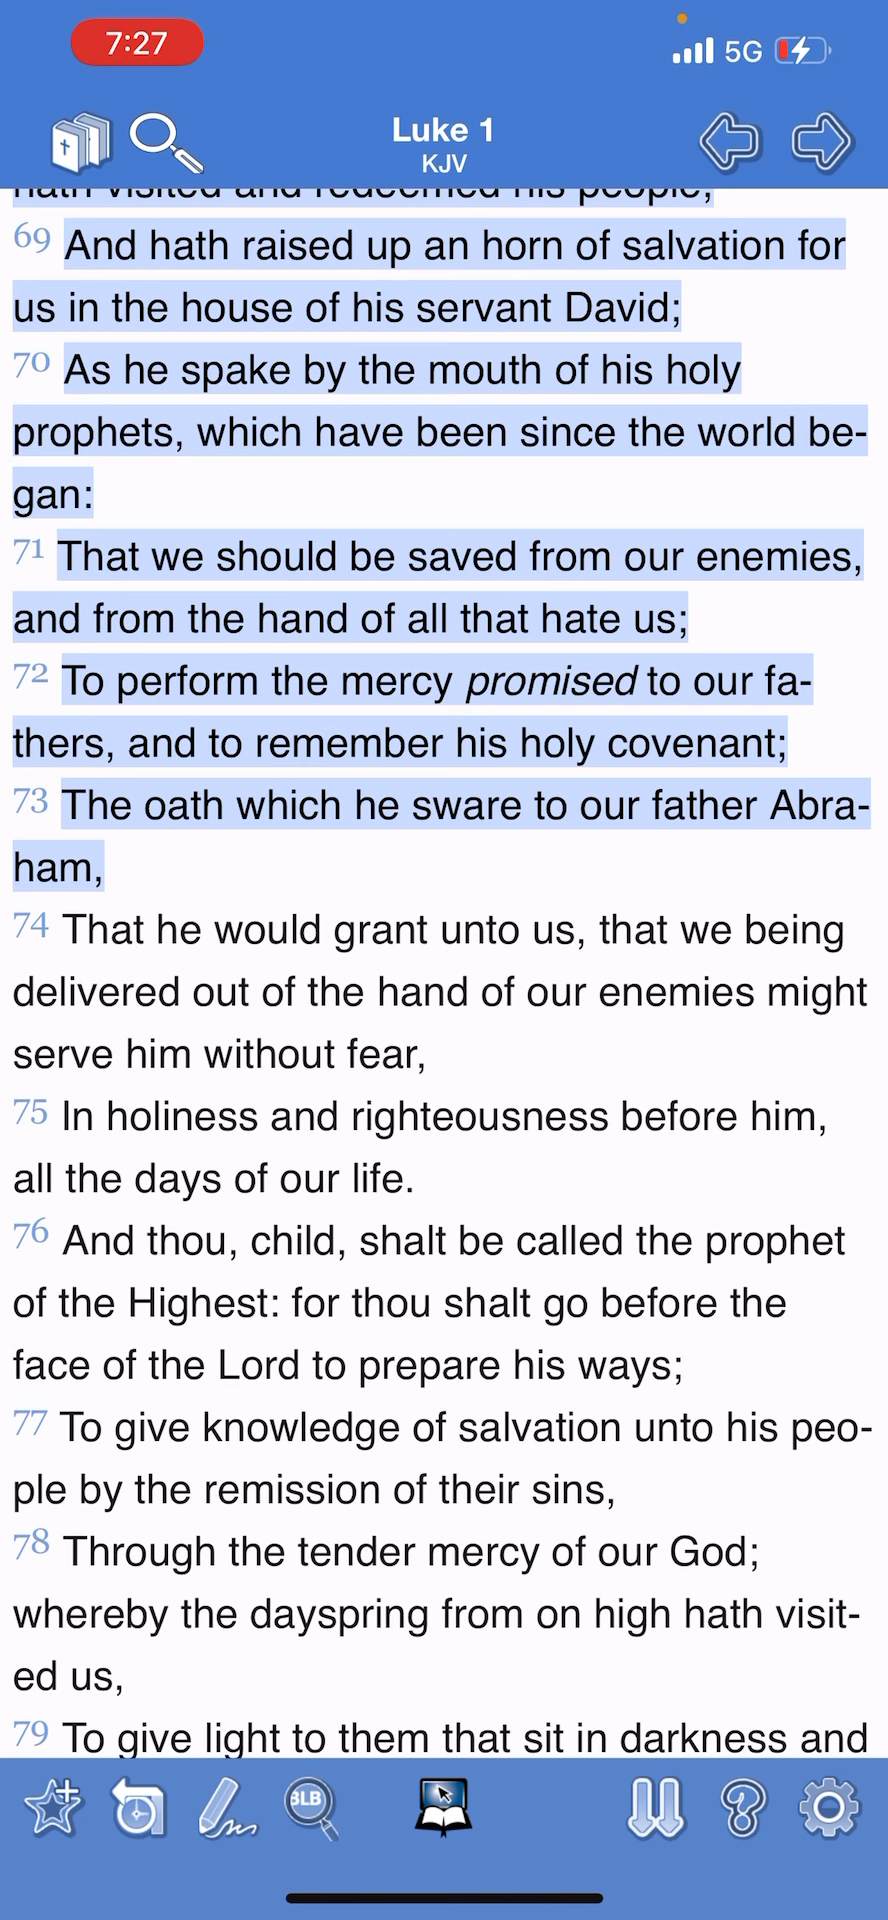 7:27
5G
Luke 1
KJV
hath visited and redeemed his people,
69 And hath raised up an horn of salvation for
us in the house of his servant David;
70 As he spake by the mouth of his holy
prophets, which have been since the world be-
gan:
71 That we should be saved from our enemies,
and from the hand of all that hate us;
72 To perform the mercy promised to our fa-
thers, and to remember his holy covenant;
73 The oath which he sware to our father Abra-
ham,
74 That he would grant unto us, that we being
delivered out of the hand of our enemies might
serve him without fear,
75 In holiness and righteousness before him,
all the days of our life.
76 And thou, child, shalt be called the prophet
of the Highest: for thou shalt go before the
face of the Lord to prepare his ways;
77 To give knowledge of salvation unto his peo-
ple by the remission of their sins,
78 Through the tender mercy of our God;
whereby the dayspring from on high hath visit-
ed us,
79 To give light to them that sit in darkness and
BLB